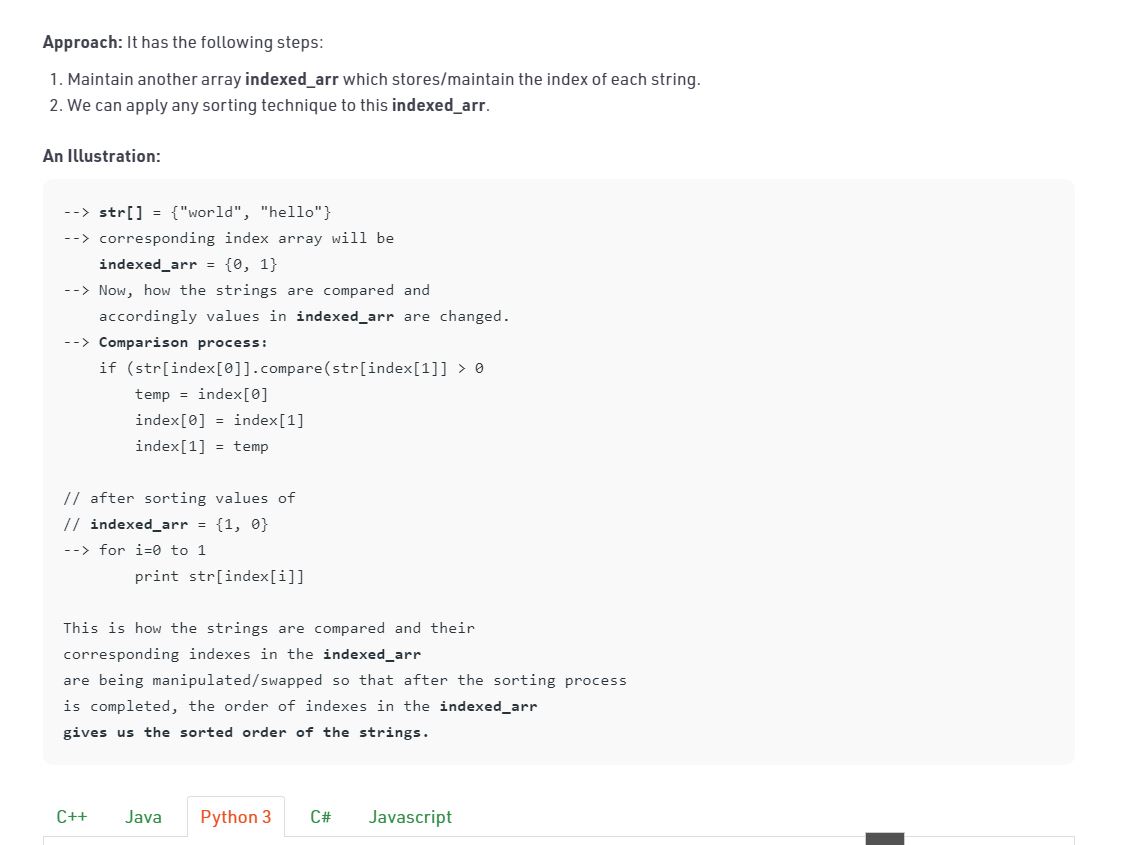 Approach: It has the following steps:
1. Maintain another array indexed_arr which stores/maintain the index of each string.
2. We can apply any sorting technique to this indexed_arr.
An Illustration:
--> str[] = {"world", "hello"}
--> corresponding index array will be
    indexed_arr = {0, 1}
--> Now, how the strings are compared and
    accordingly values in indexed_arr are changed.
--> Comparison process:
    if (str[index[0]].compare(str[index[1]] > 0
        temp = index[0]
        index[0] = index[1]
        index[1] = temp
// after sorting values of
// indexed_arr = {1, 0}
--> for i=0 to 1
        print str[index[i]]
This is how the strings are compared and their
corresponding indexes in the indexed_arr
are being manipulated/swapped so that after the sorting process
is completed, the order of indexes in the indexed_arr
gives us the sorted order of the strings.
C++ Java Python 3 C# Javascript